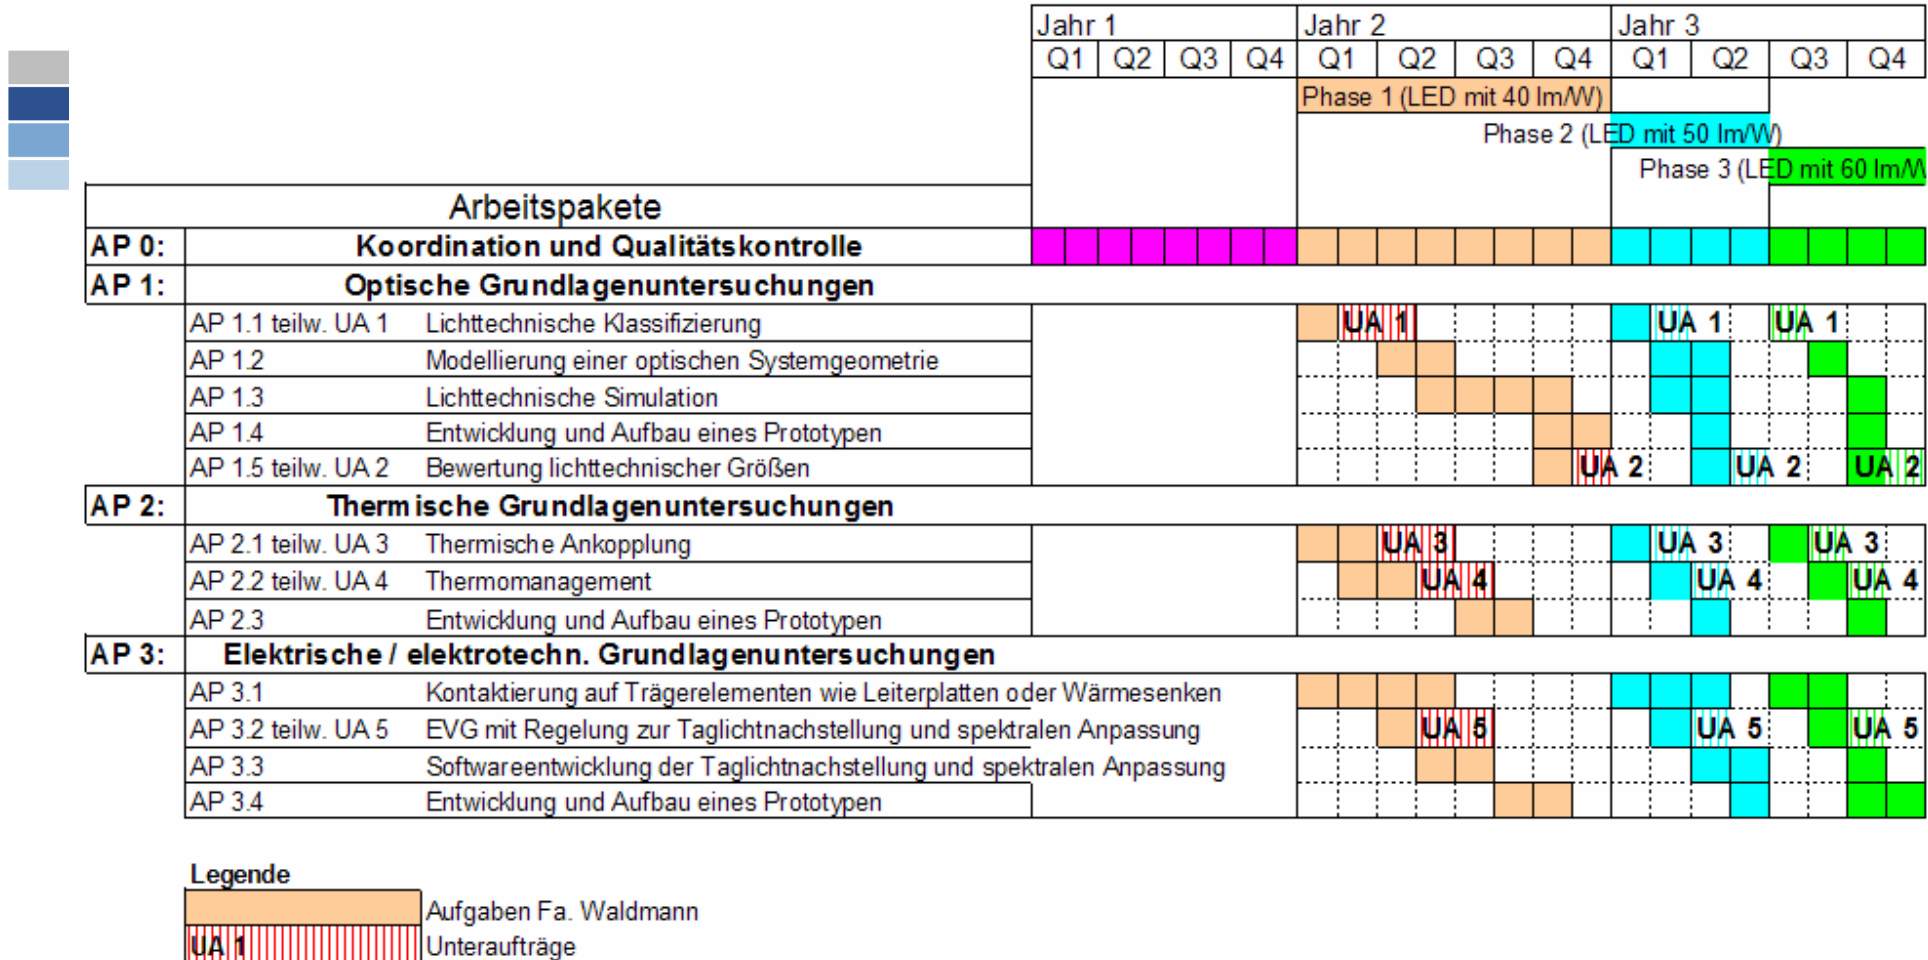 Jahr 1 Jahr 2 Jahr 3
Q1 Q2 Q3 Q4 Q1 Q2 Q3 Q4 Q1 Q2 Q3 Q4
Phase 1 (LED mit 40 lm/W)
Phase 2 (LED mit 50 lm/W)
Phase 3 (LED mit 60 lm/W
Arbeitspakete
AP 0: Koordination und Qualitätskontrolle
AP 1: Optische Grundlagenuntersuchungen
AP 1.1 teilw. UA 1 Lichttechnische Klassifizierung UA 1 UA 1 UA 1
AP 1.2 Modellierung einer optischen Systemgeometrie
AP 1.3 Lichttechnische Simulation
AP 1.4 Entwicklung und Aufbau eines Prototypen
AP 1.5 teilw. UA 2 Bewertung lichttechnischer Größen UA 2 UA 2 UA 2
AP 2: Thermische Grundlagenuntersuchungen
AP 2.1 teilw. UA 3 Thermische Ankopplung UA 3 UA 3 UA 3
AP 2.2 teilw. UA 4 Thermomanagement UA 4 UA 4 UA 4
AP 2.3 Entwicklung und Aufbau eines Prototypen
AP 3: Elektrische / elektrotechn. Grundlagenuntersuchungen
AP 3.1 Kontaktierung auf Trägerelementen wie Leiterplatten oder Wärmesenken
AP 3.2 teilw. UA 5 EVG mit Regelung zur Taglichtnachstellung und spektralen Anpassung UA 5 UA 5 UA 5
AP 3.3 Softwareentwicklung der Taglichtnachstellung und spektralen Anpassung
AP 3.4 Entwicklung und Aufbau eines Prototypen
Legende
Aufgaben Fa. Waldmann
UA 1 Unteraufträge